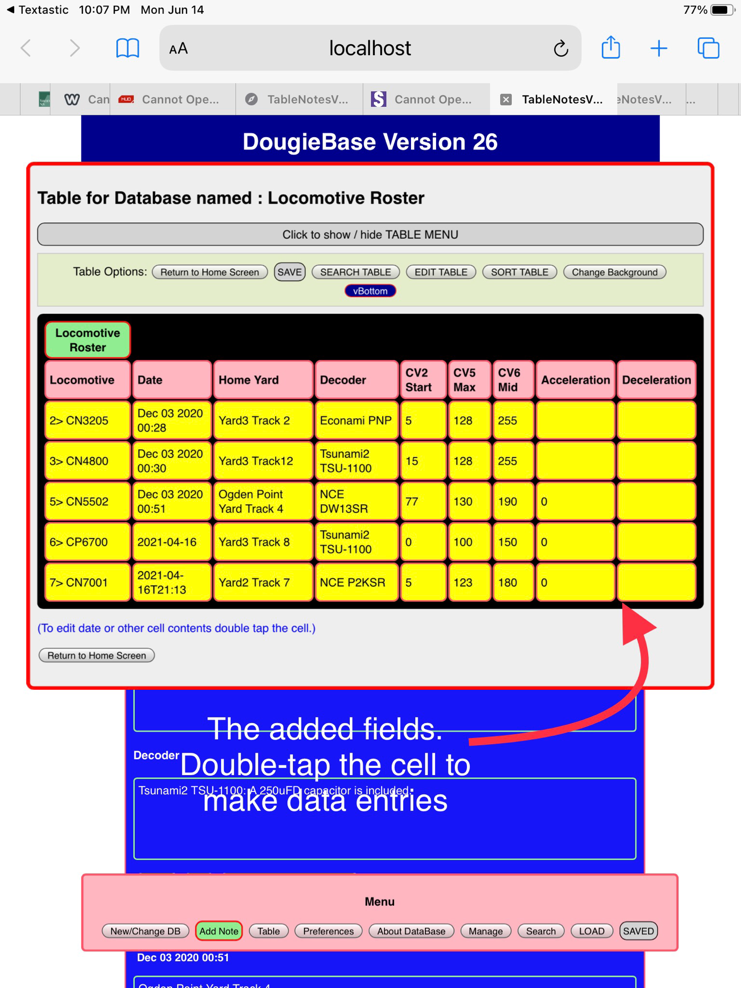 Textastic 10:07 PM Mon Jun 14 77%
AA localhost
Can Cannot Ope... TableNotesV... Cannot Ope... TableNotesV... eNotesV... ...
DougieBase Version 26
Table for Database named : Locomotive Roster
Click to show / hide TABLE MENU
Table Options: Return to Home Screen SAVE SEARCH TABLE EDIT TABLE SORT TABLE Change Background
vBottom
Locomotive
Roster
Locomotive Date Home Yard Decoder CV2 Start CV5 Max CV6 Mid Acceleration Deceleration
2> CN3205 Dec 03 2020 00:28 Yard3 Track 2 Econami PNP 5 128 255
3> CN4800 Dec 03 2020 00:30 Yard3 Track12 Tsunami2 TSU-1100 15 128 255
5> CN5502 Dec 03 2020 00:51 Ogden Point Yard Track 4 NCE DW13SR 77 130 190 0
6> CP6700 2021-04-16 Yard3 Track 8 Tsunami2 TSU-1100 0 100 150 0
7> CN7001 2021-04-16T21:13 Yard2 Track 7 NCE P2KSR 5 123 180 0
(To edit date or other cell contents double tap the cell.)
Return to Home Screen
The added fields.
Decoder
Double-tap the cell to
Tsunami2 TSU-1100: A 250uFD capacitor is included.
make data entries
Menu
New/Change DB Add Note Table Preferences About DataBase Manage Search LOAD SAVED
Dec 03 2020 00:51
Ogden Point Yard Track 4